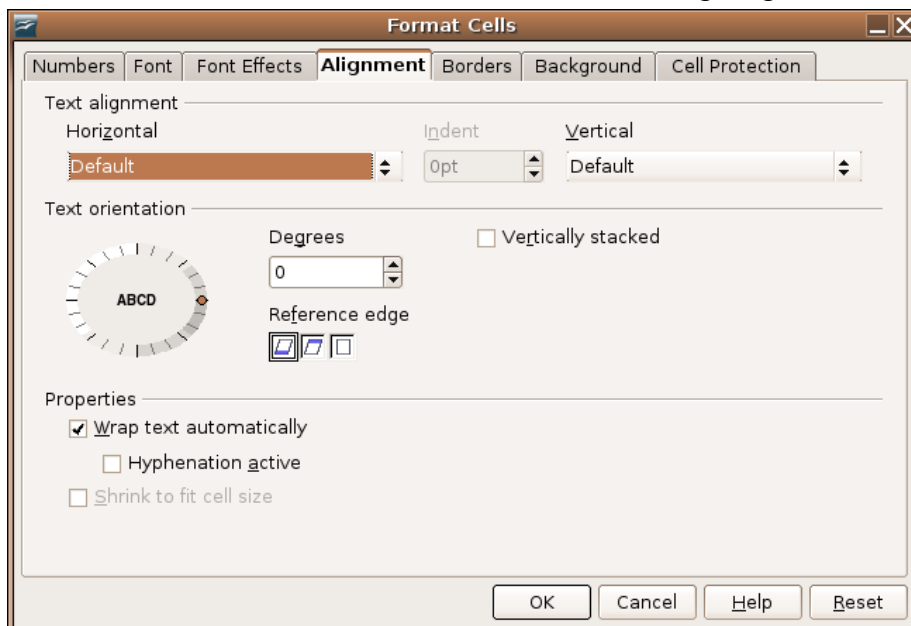 Format Cells
Numbers Font Font Effects Alignment Borders Background Cell Protection
Text alignment
Horizontal Indent Vertical
Default 0pt Default
Text orientation
Degrees Vertically stacked
0
ABCD
Reference edge
Properties
Wrap text automatically
Hyphenation active
Shrink to fit cell size
OK Cancel Help Reset